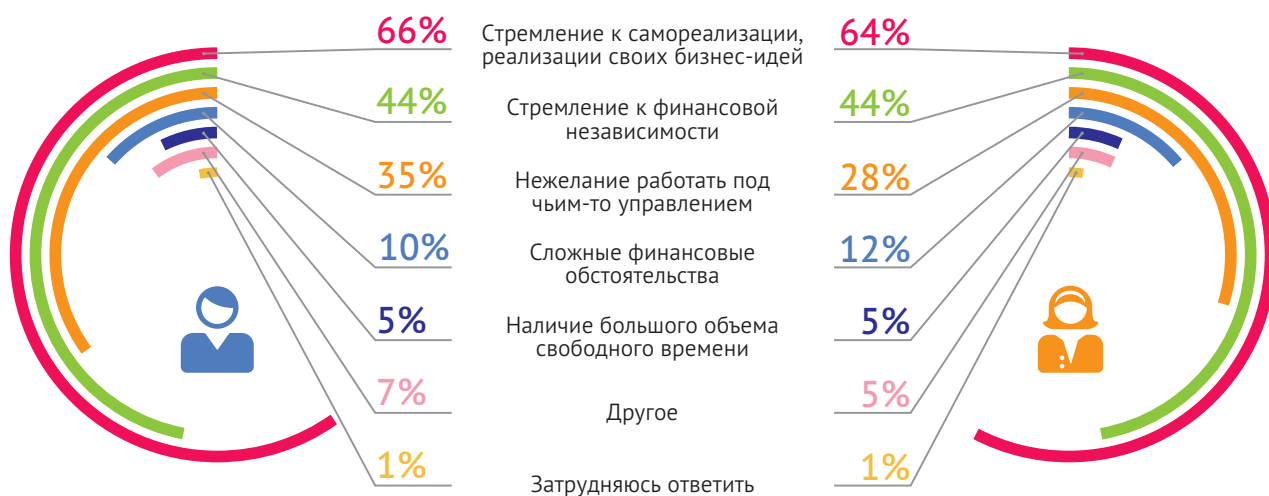 66%
Стремление к самореализации,
реализации своих бизнес-идей
64%
44%
Стремление к финансовой
независимости
44%
35%
Нежелание работать под
чьим-то управлением
28%
10%
Сложные финансовые
обстоятельства
12%
5%
Наличие большого объема
свободного времени
5%
7%
Другое
5%
1%
Затрудняюсь ответить
1%